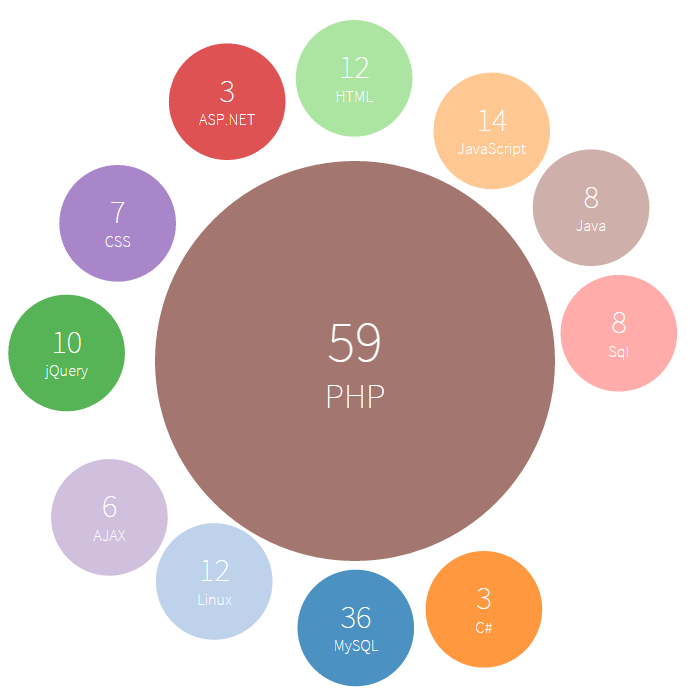 12
HTML
3
ASP.NET
14
JavaScript
8
Java
7
CSS
8
Sql
59
PHP
10
jQuery
6
AJAX
12
Linux
3
C#
36
MySQL